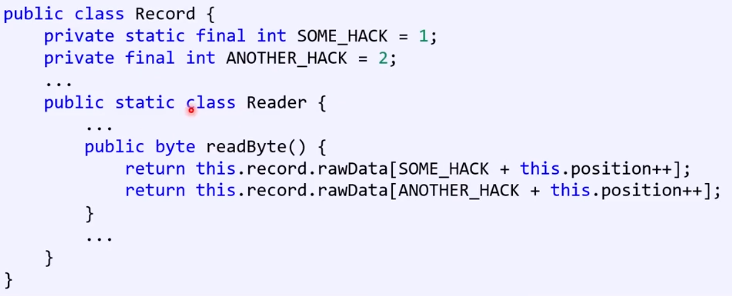 public class Record {
    private static final int SOME_HACK = 1;
    private final int ANOTHER_HACK = 2;
    ...
    public static class Reader {
        ...
        public byte readByte() {
            return this.record.rawData[SOME_HACK + this.position++];
            return this.record.rawData[ANOTHER_HACK + this.position++];
        }
        ...
    }
}